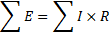 ∑ E = ∑ I × R